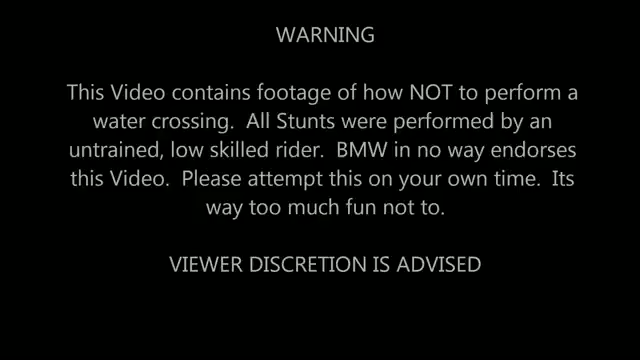 WARNING
This Video contains footage of how NOT to perform a
water crossing.  All Stunts were performed by an
untrained, low skilled rider.  BMW in no way endorses
this Video.  Please attempt this on your own time.  Its
way too much fun not to.
VIEWER DISCRETION IS ADVISED